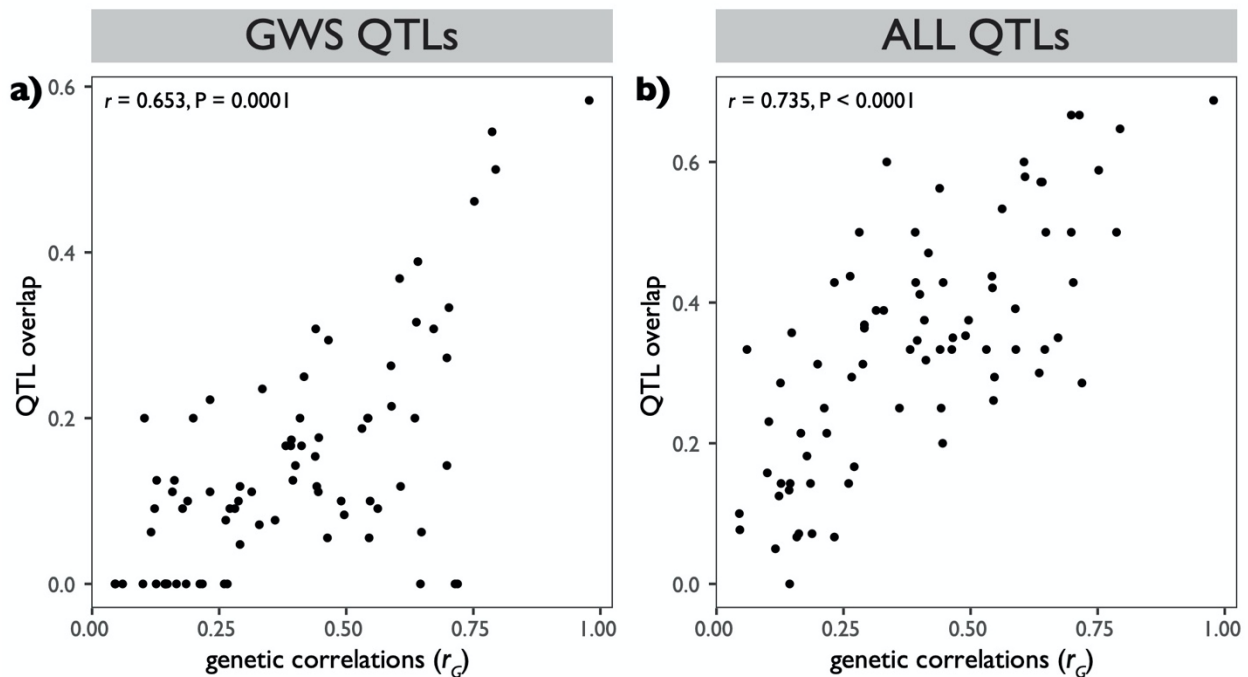 GWS QTLs
a)
r = 0.653, P = 0.0001
0.6
0.4
0.2
0.0
QTL overlap
0.00 0.25 0.50 0.75 1.00
genetic correlations (rG)
ALL QTLs
b)
r = 0.735, P < 0.0001
0.6
0.4
0.2
0.0
QTL overlap
0.00 0.25 0.50 0.75 1.00
genetic correlations (rG)